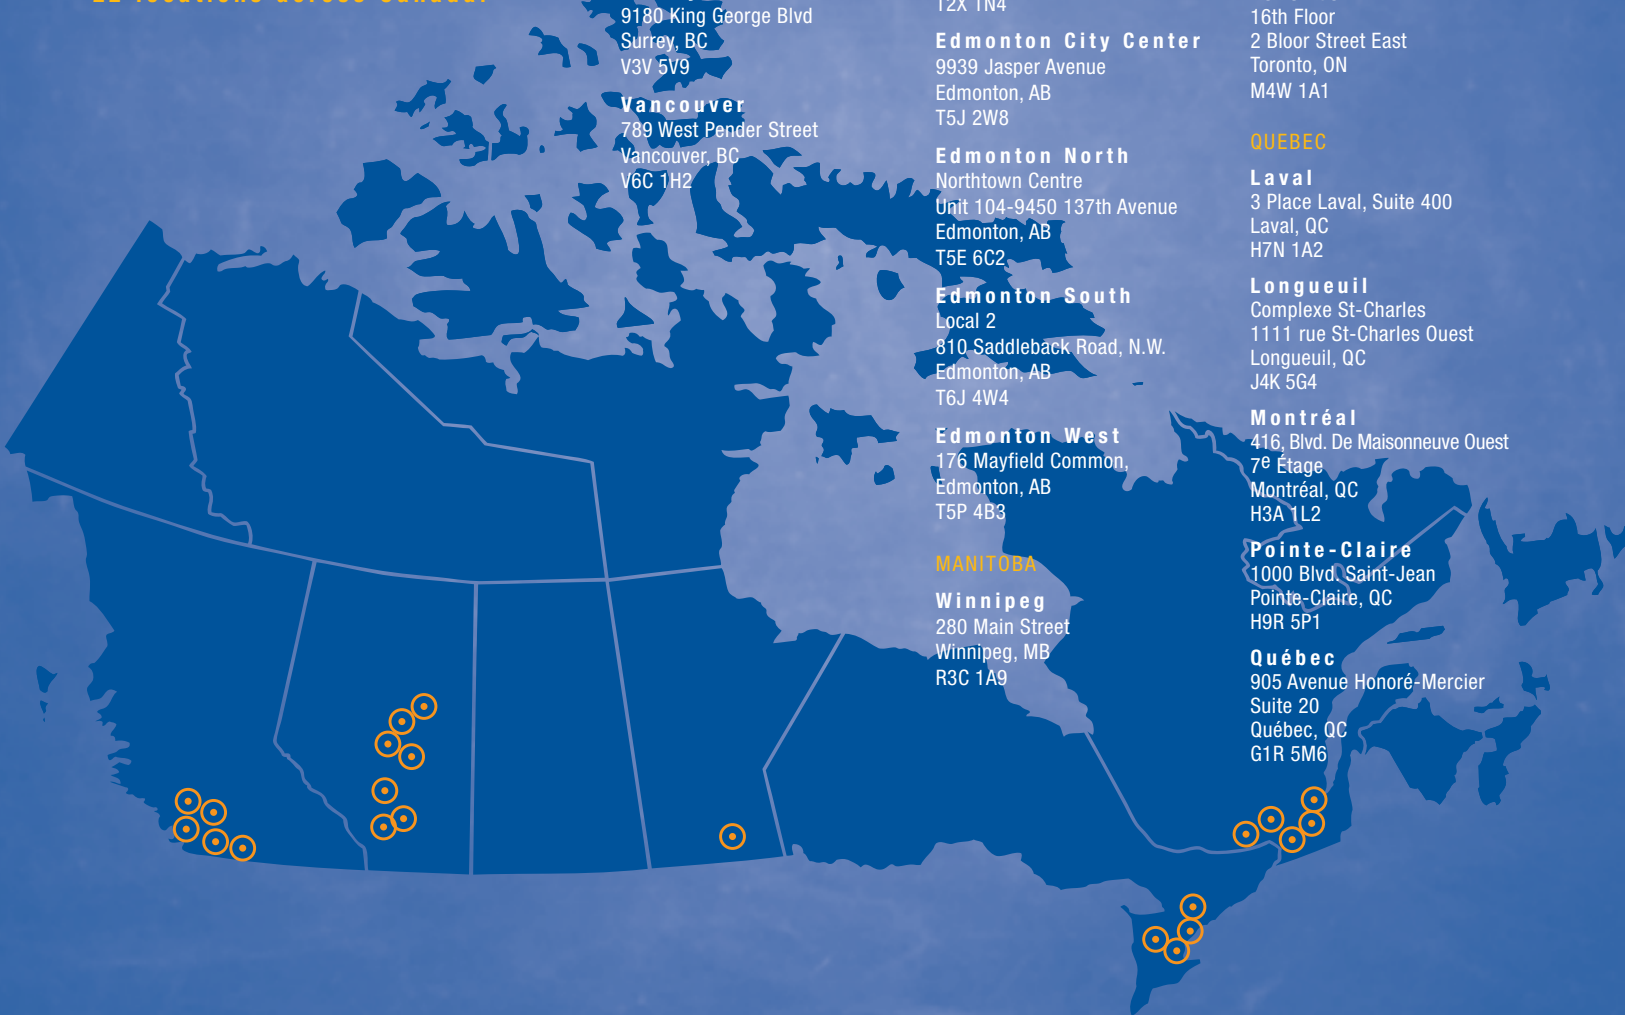 22 locations across Canada!
9180 King George Blvd
Surrey, BC
V3V 5V9
Vancouver
789 West Pender Street
Vancouver, BC
V6C 1H2
T2X 1N4
Edmonton City Center
9939 Jasper Avenue
Edmonton, AB
T5J 2W8
Edmonton North
Northtown Centre
Unit 104-9450 137th Avenue
Edmonton, AB
T5E 6C2
Edmonton South
Local 2
810 Saddleback Road, N.W.
Edmonton, AB
T6J 4W4
Edmonton West
176 Mayfield Common,
Edmonton, AB
T5P 4B3
MANITOBA
Winnipeg
280 Main Street
Winnipeg, MB
R3C 1A9
16th Floor
2 Bloor Street East
Toronto, ON
M4W 1A1
QUEBEC
Laval
3 Place Laval, Suite 400
Laval, QC
H7N 1A2
Longueuil
Complexe St-Charles
1111 rue St-Charles Ouest
Longueuil, QC
J4K 5G4
Montréal
416, Blvd. De Maisonneuve Ouest
7e Étage
Montréal, QC
H3A 1L2
Pointe-Claire
1000 Blvd. Saint-Jean
Pointe-Claire, QC
H9R 5P1
Québec
905 Avenue Honoré-Mercier
Suite 20
Québec, QC
G1R 5M6